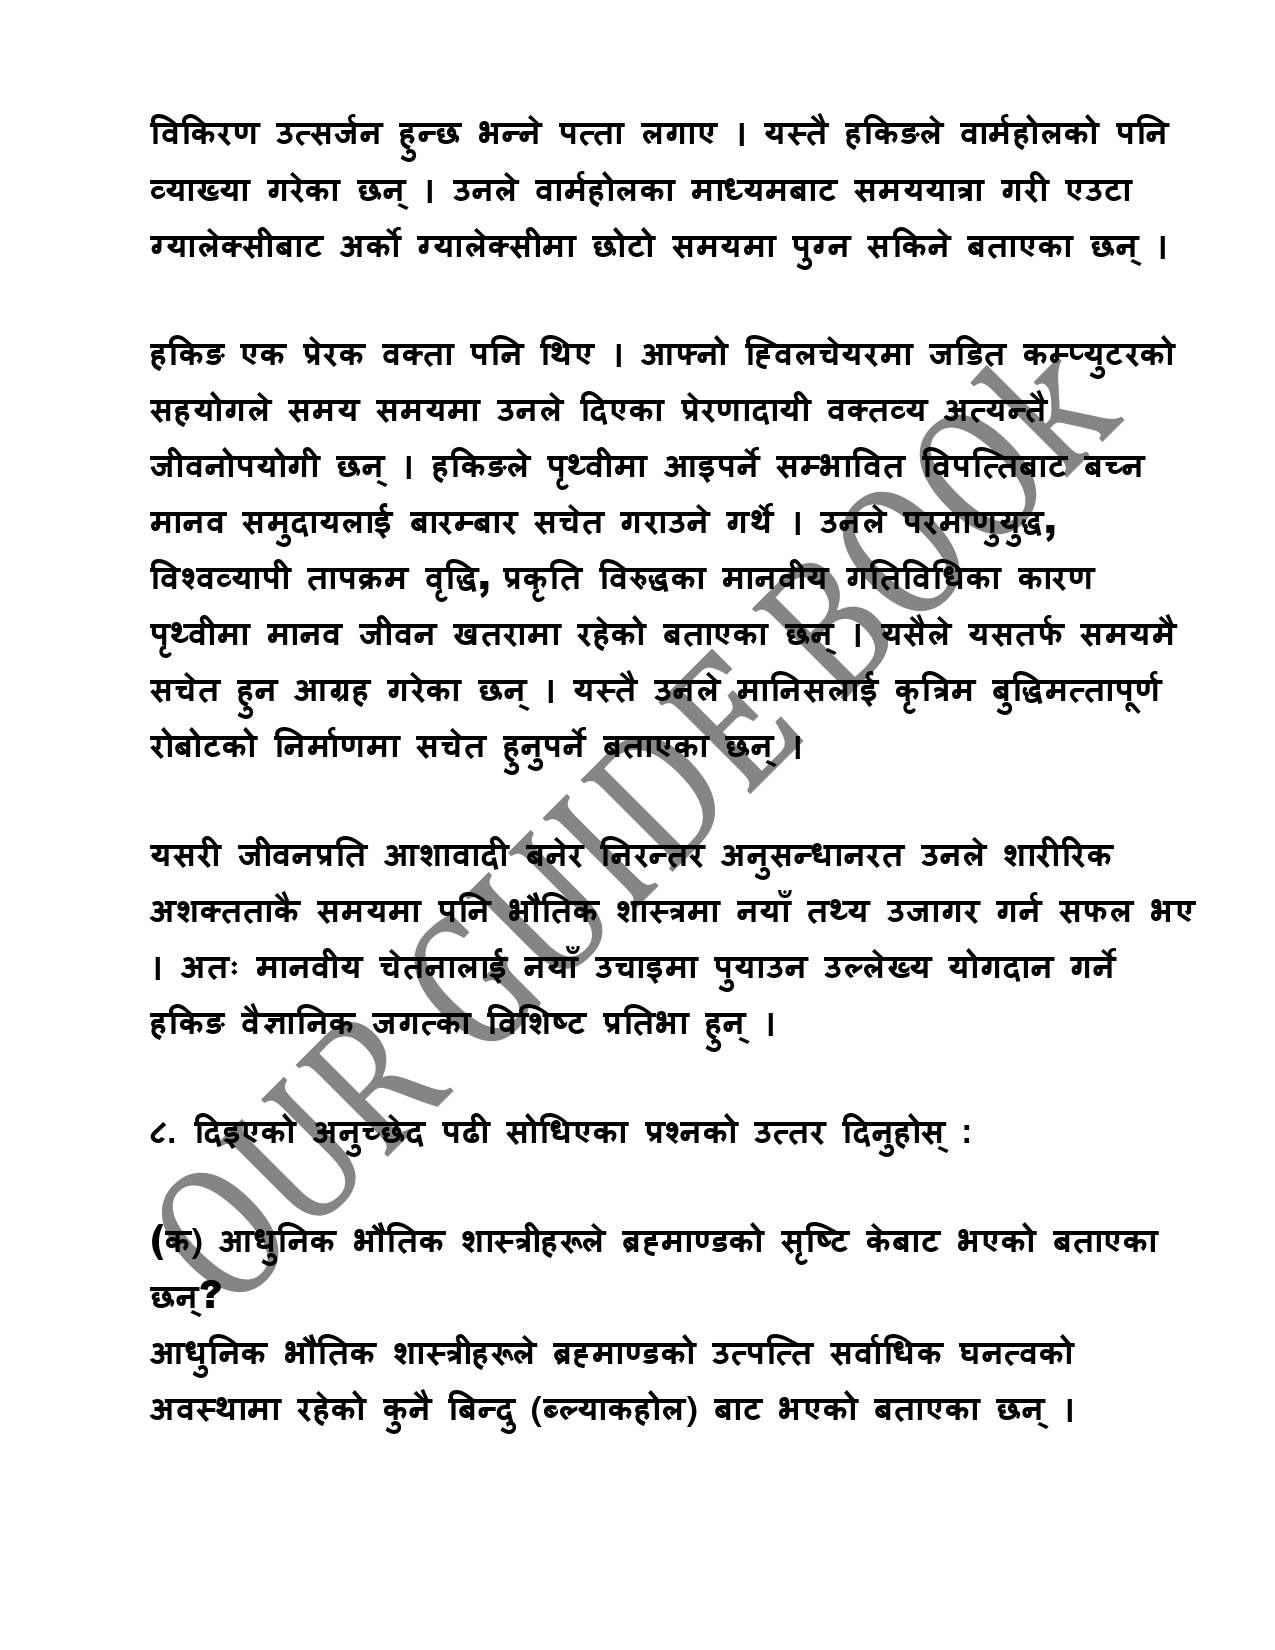 विकिरण उत्सर्जन हुन्छ भन्ने पत्ता लगाए । यस्तै हकिङले वार्महोलको पनि
व्याख्या गरेका छन् । उनले वार्महोलका माध्यमबाट समययात्रा गरी एउटा
ग्यालेक्सीबाट अर्को ग्यालेक्सीमा छोटो समयमा पुग्न सकिने बताएका छन् ।
हकिङ एक प्रेरक वक्ता पनि थिए । आफ्नो ह्विलचेयरमा जडित कम्प्युटरको
सहयोगले समय समयमा उनले दिएका प्रेरणादायी वक्तव्य अत्यन्तै
जीवनोपयोगी छन् । हकिङले पृथ्वीमा आइपर्ने सम्भावित विपत्तिबाट बच्न
मानव समुदायलाई बारम्बार सचेत गराउने गर्थे । उनले परमाणुयुद्ध,
विश्वव्यापी तापक्रम वृद्धि, प्रकृति विरुद्धका मानवीय गतिविधिका कारण
पृथ्वीमा मानव जीवन खतरामा रहेको बताएका छन् । यसैले यसतर्फ समयमै
सचेत हुन आग्रह गरेका छन् । यस्तै उनले मानिसलाई कृत्रिम बुद्धिमत्तापूर्ण
रोबोटको निर्माणमा सचेत हुनुपर्ने बताएका छन् ।
यसरी जीवनप्रति आशावादी बनेर निरन्तर अनुसन्धानरत उनले शारीरिक
अशक्तताकै समयमा पनि भौतिक शास्त्रमा नयाँ तथ्य उजागर गर्न सफल भए
। अतः मानवीय चेतनालाई नयाँ उचाइमा पुयाउन उल्लेख्य योगदान गर्ने
हकिङ वैज्ञानिक जगत्का विशिष्ट प्रतिभा हुन् ।
८. दिइएको अनुच्छेद पढी सोधिएका प्रश्नको उत्तर दिनुहोस् :
(क) आधुनिक भौतिक शास्त्रीहरूले ब्रह्माण्डको सृष्टि केबाट भएको बताएका
छन्?
आधुनिक भौतिक शास्त्रीहरूले ब्रह्माण्डको उत्पत्ति सर्वाधिक घनत्वको
अवस्थामा रहेको कुनै बिन्दु (ब्ल्याकहोल) बाट भएको बताएका छन् ।
OUR GUIDE BOOk